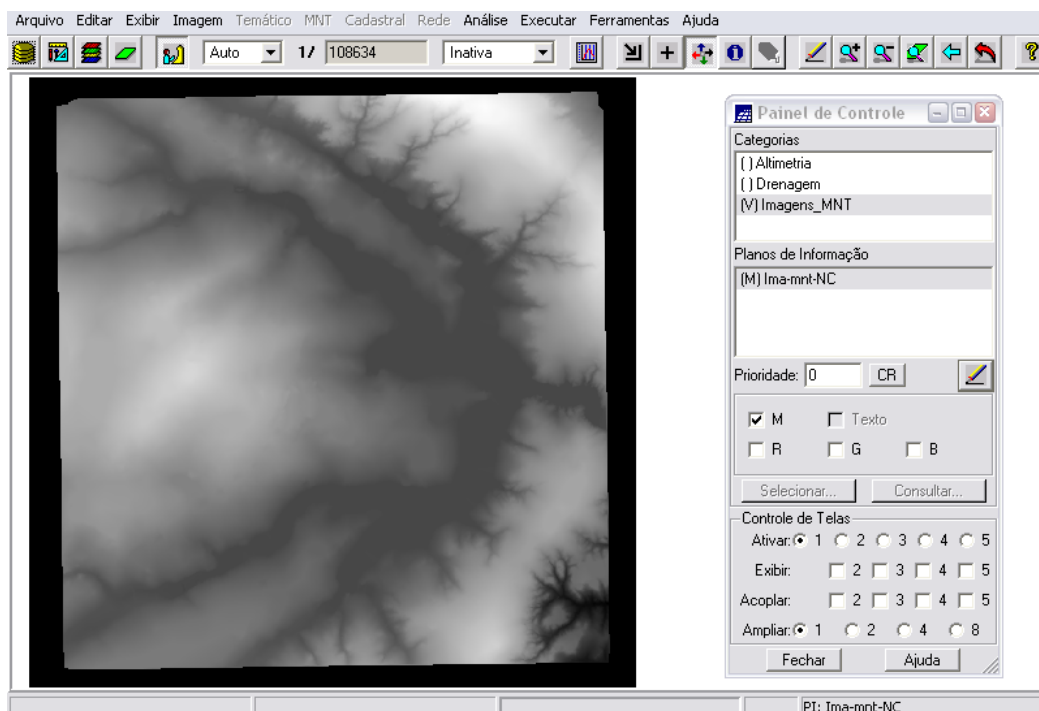 Arquivo Editar Exibir Imagem Temático MNT Cadastral Rede Análise Executar Ferramentas Ajuda
Auto 1/ 108634 Inativa
Painel de Controle
Categorias
( ) Altimetria
( ) Drenagem
(V) Imagens_MNT
Planos de Informação
(M) Ima-mnt-NC
Prioridade: 0 CR
M Texto
R G B
Selecionar... Consultar...
Controle de Telas
Ativar: 1 2 3 4 5
Exibir: 2 3 4 5
Acoplar: 2 3 4 5
Ampliar: 1 2 4 8
Fechar Ajuda
PI: Ima-mnt-NC